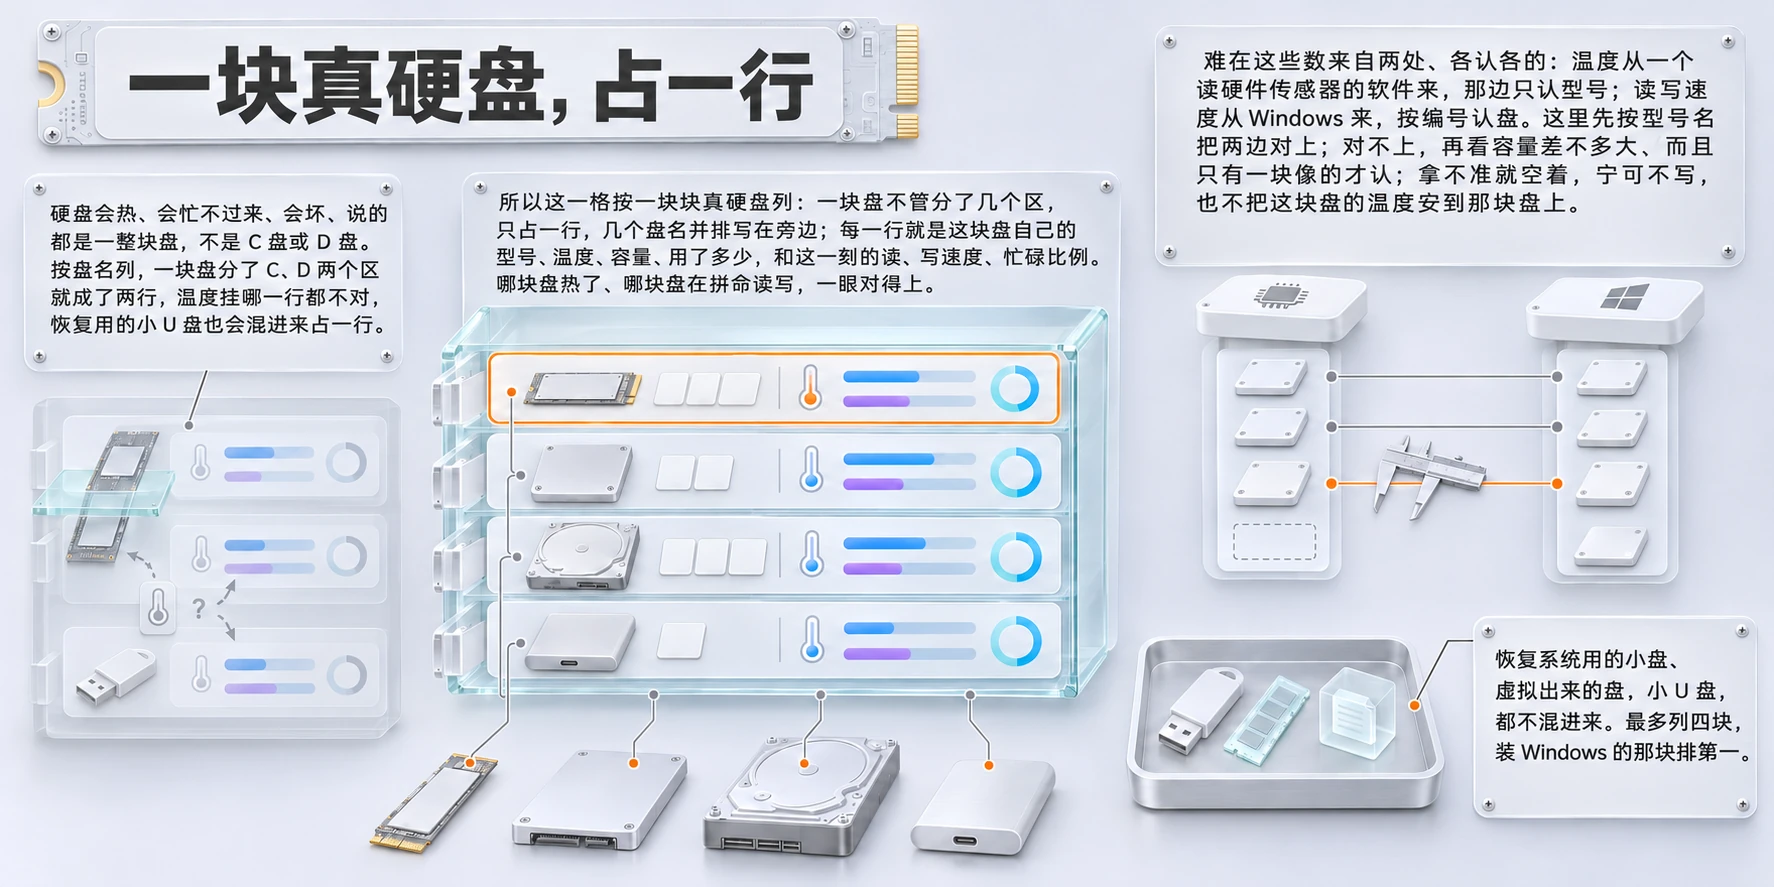 一块真硬盘，占一行
硬盘会热、会忙不过来、会坏、说的
都是一整块盘，不是 C 盘或 D 盘。
按盘名列，一块盘分了 C、D 两个区
就成了两行，温度挂哪一行都不对，
恢复用的小 U 盘也会混进来占一行。
?
所以这一格按一块块真硬盘列：一块盘不管分了几个区，
只占一行，几个盘名并排写在旁边；每一行就是这块盘自己的
型号、温度、容量、用了多少，和这一刻的读、写速度、忙碌比例。
哪块盘热了、哪块盘在拼命读写，一眼对得上。
难在这些数来自两处、各认各的：温度从一个
读硬件传感器的软件来，那边只认型号；读写速
度从 Windows 来，按编号认盘。这里先按型号名
把两边对上；对不上，再看容量差不多大、而且
只有一块像的才认；拿不准就空着，宁可不写，
也不把这块盘的温度安到那块盘上。
恢复系统用的小盘、
虚拟出来的盘，小 U 盘，
都不混进来。最多列四块，
装 Windows 的那块排第一。